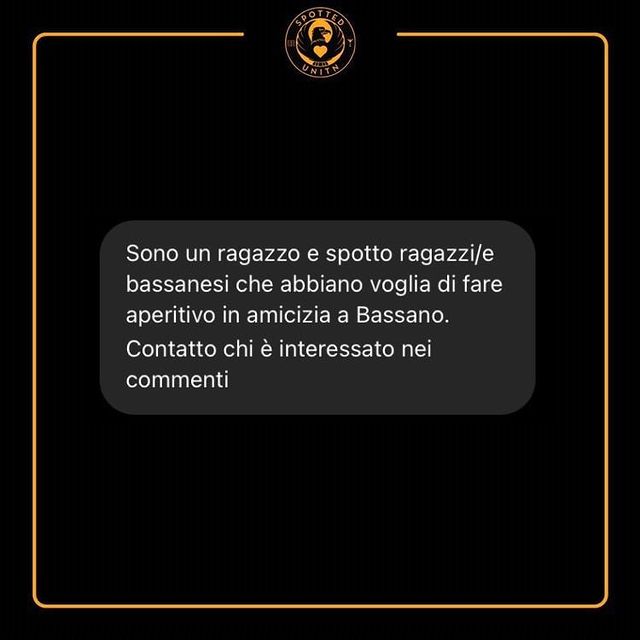 SPOTTED
UNITN
Sono un ragazzo e spotto ragazzi/e
bassanesi che abbiano voglia di fare
aperitivo in amicizia a Bassano.
Contatto chi è interessato nei
commenti